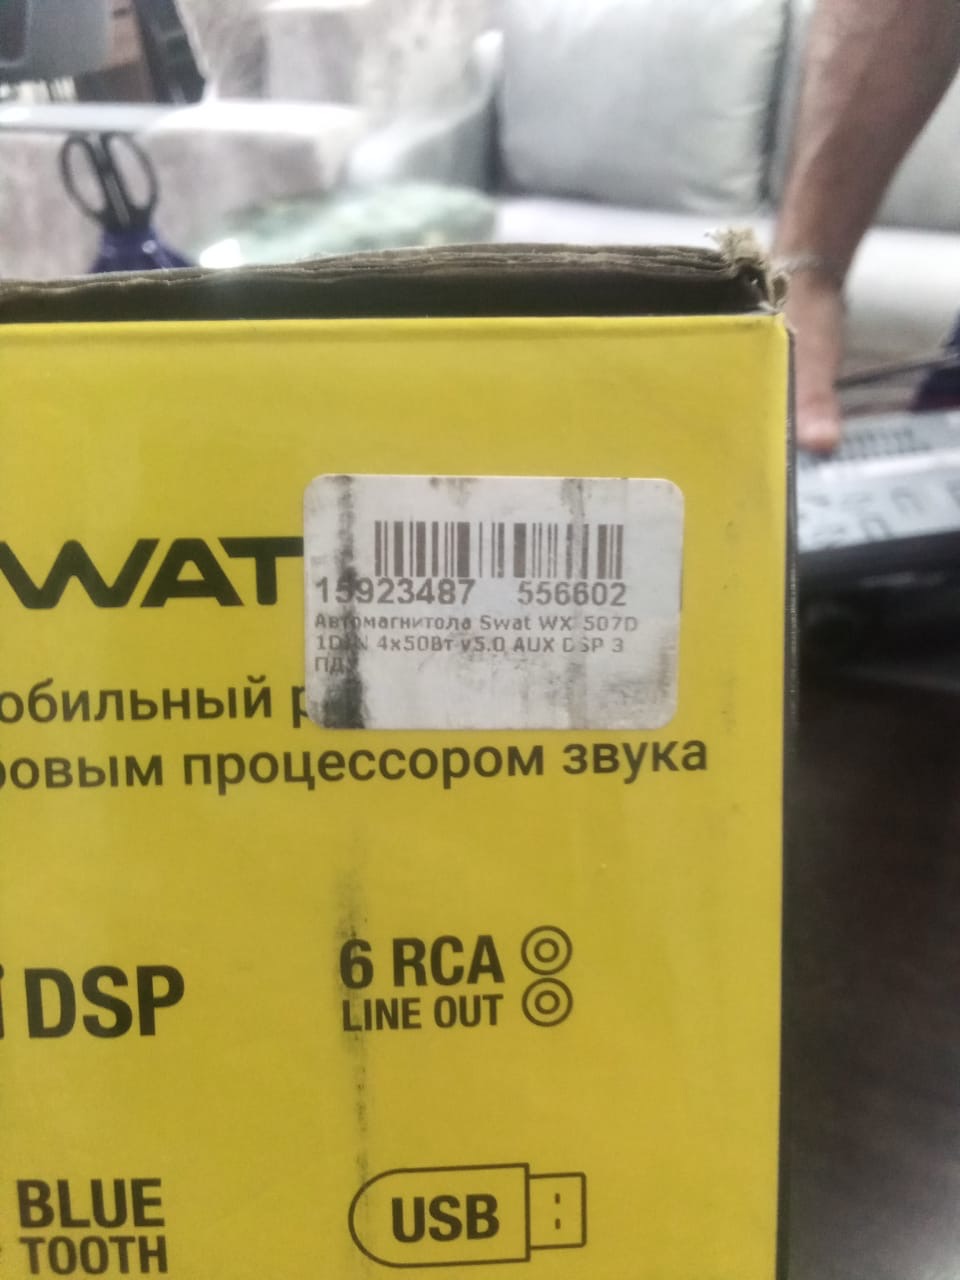 WAT
15923487 556602
Автомагнитола Swat WX 507D
1DIN 4x50Вт v5.0 AUX DSP 3
ПДУ
обильный р
ровым процессором звука
DSP
6 RCA
LINE OUT
BLUE
TOOTH
USB